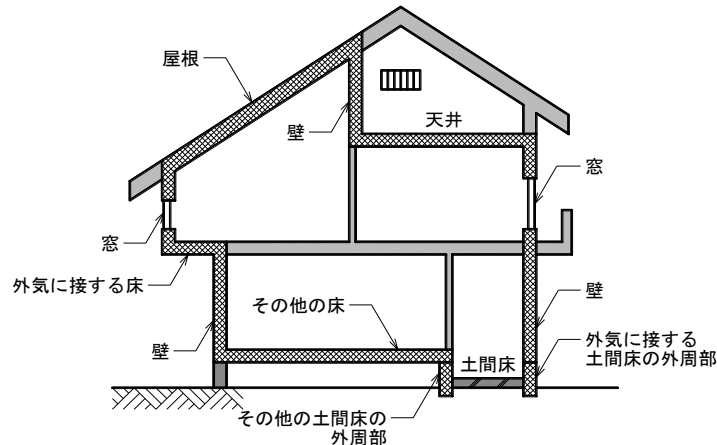 屋根
壁
天井
窓
窓
外気に接する床
その他の床
壁
壁
土間床
外気に接する
土間床の外周部
その他の土間床の
外周部